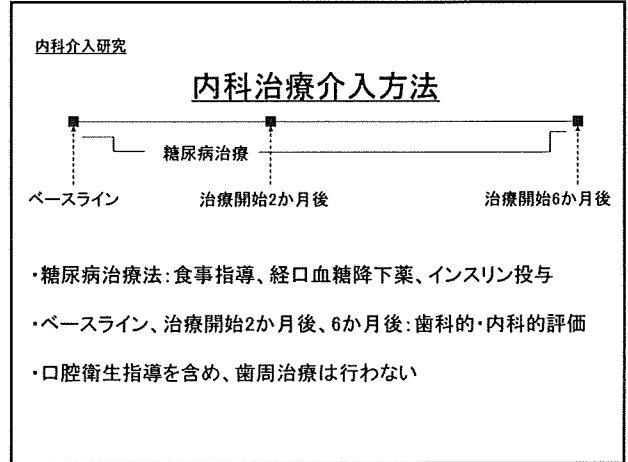 内科介入研究
内科治療介入方法
糖尿病治療
ベースライン 治療開始2か月後 治療開始6か月後
・糖尿病治療法：食事指導、経口血糖降下薬、インスリン投与
・ベースライン、治療開始2か月後、6か月後：歯科的・内科的評価
・口腔衛生指導を含め、歯周治療は行わない